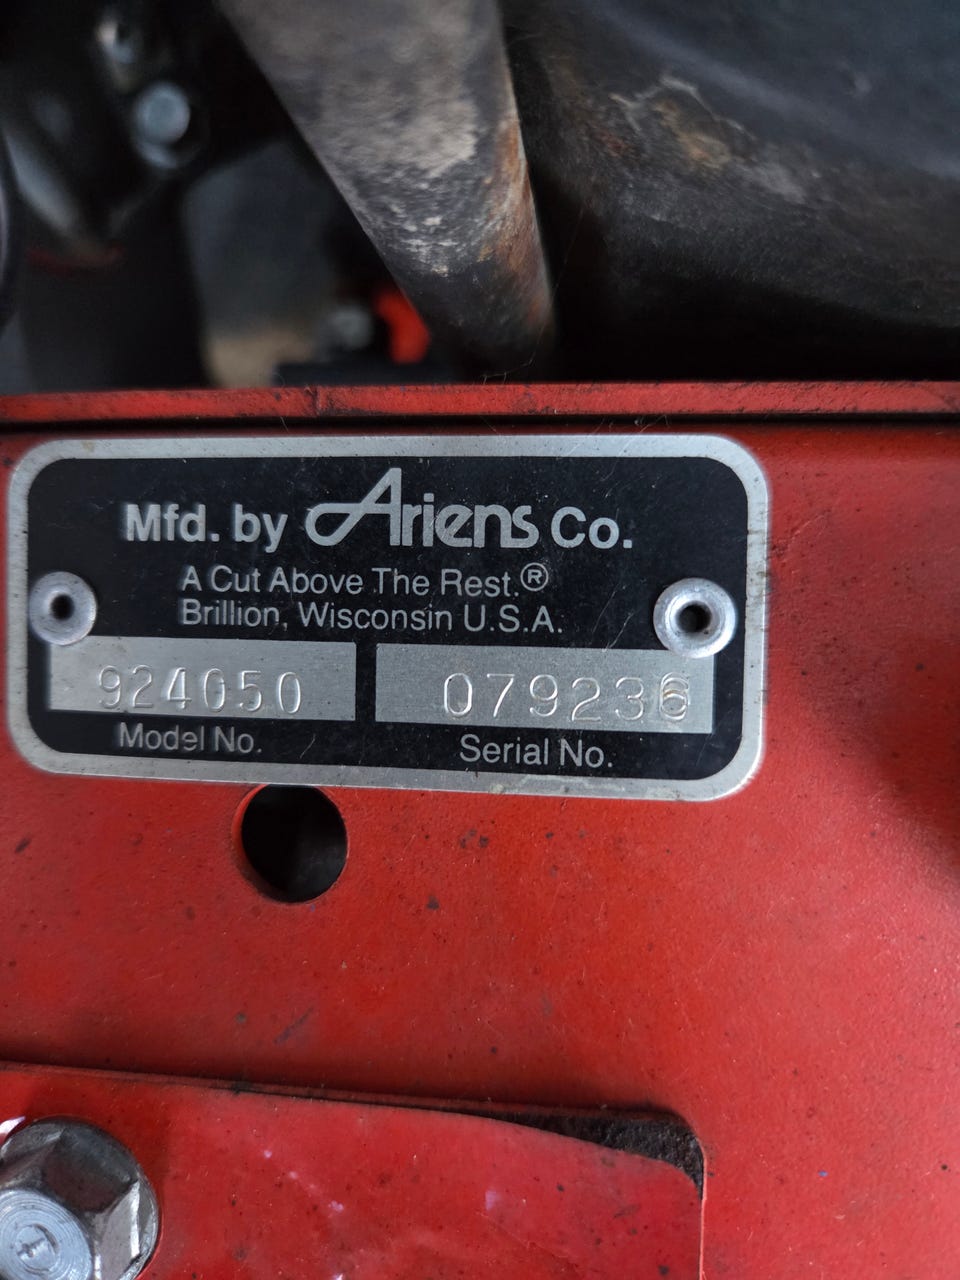 Mfd. by Ariens Co.
A Cut Above The Rest.®
Brillion, Wisconsin U.S.A.
924050 079236
Model No. Serial No.